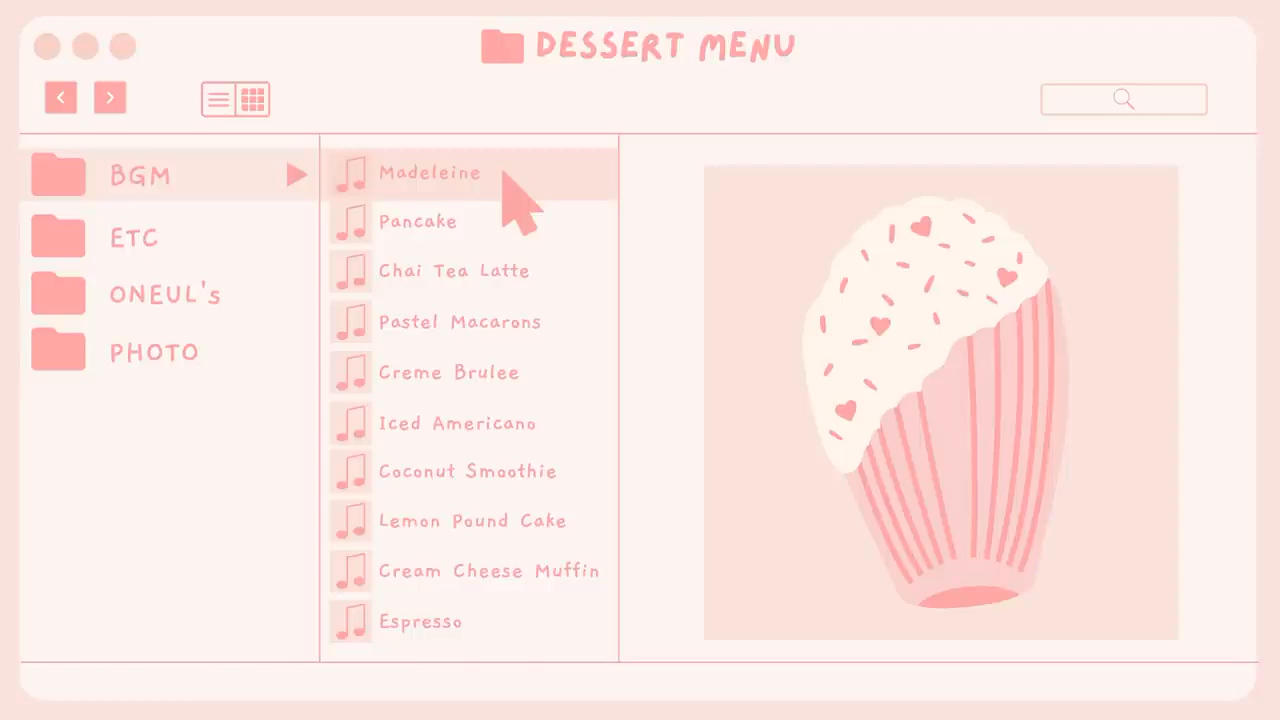 DESSERT MENU
BGM
ETC
ONEUL's
PHOTO
Madeleine
Pancake
Chai Tea Latte
Pastel Macarons
Creme Brulee
Iced Americano
Coconut Smoothie
Lemon Pound Cake
Cream Cheese Muffin
Espresso